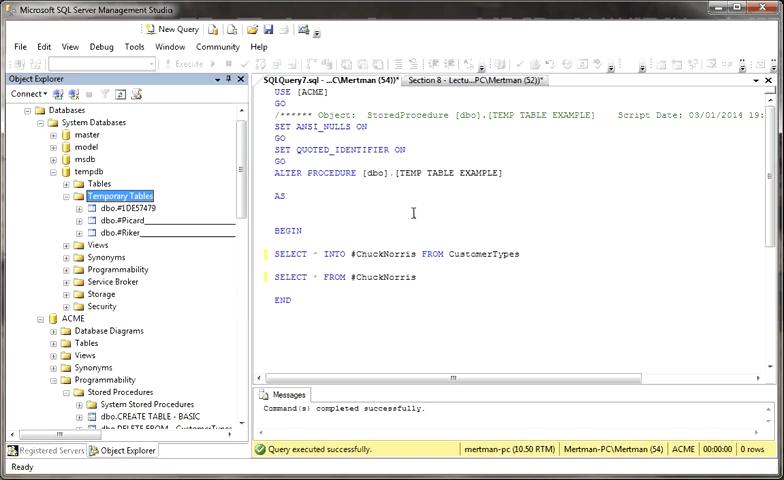 Microsoft SQL Server Management Studio
New Query
File Edit View Debug Tools Window Community Help
Execute
Object Explorer
Connect
Databases
System Databases
master
model
msdb
tempdb
Tables
Temporary Tables
dbo.#1DE57479
dbo.#Picard
dbo.#Riker
Views
Synonyms
Programmability
Service Broker
Storage
Security
ACME
Database Diagrams
Tables
Views
Synonyms
Programmability
Stored Procedures
System Stored Procedures
dbo.CREATE TABLE - BASIC
dbo.DELETE FROM - CustomerTypes
Registered Servers Object Explorer
SQLQuery7.sql - ...C\Mertman (54))* Section 8 - Lectu...PC\Mertman (52))*
USE [ACME]
GO
/****** Object: StoredProcedure [dbo].[TEMP TABLE EXAMPLE] Script Date: 03/01/2014 19:
SET ANSI_NULLS ON
GO
SET QUOTED_IDENTIFIER ON
GO
ALTER PROCEDURE [dbo].[TEMP TABLE EXAMPLE]
AS
BEGIN
SELECT * INTO #ChuckNorris FROM CustomerTypes
SELECT * FROM #ChuckNorris
END
Messages
Command(s) completed successfully.
Query executed successfully. mertman-pc (10.50 RTM) Mertman-PC\Mertman (54) ACME 00:00:00 0 rows
Ready